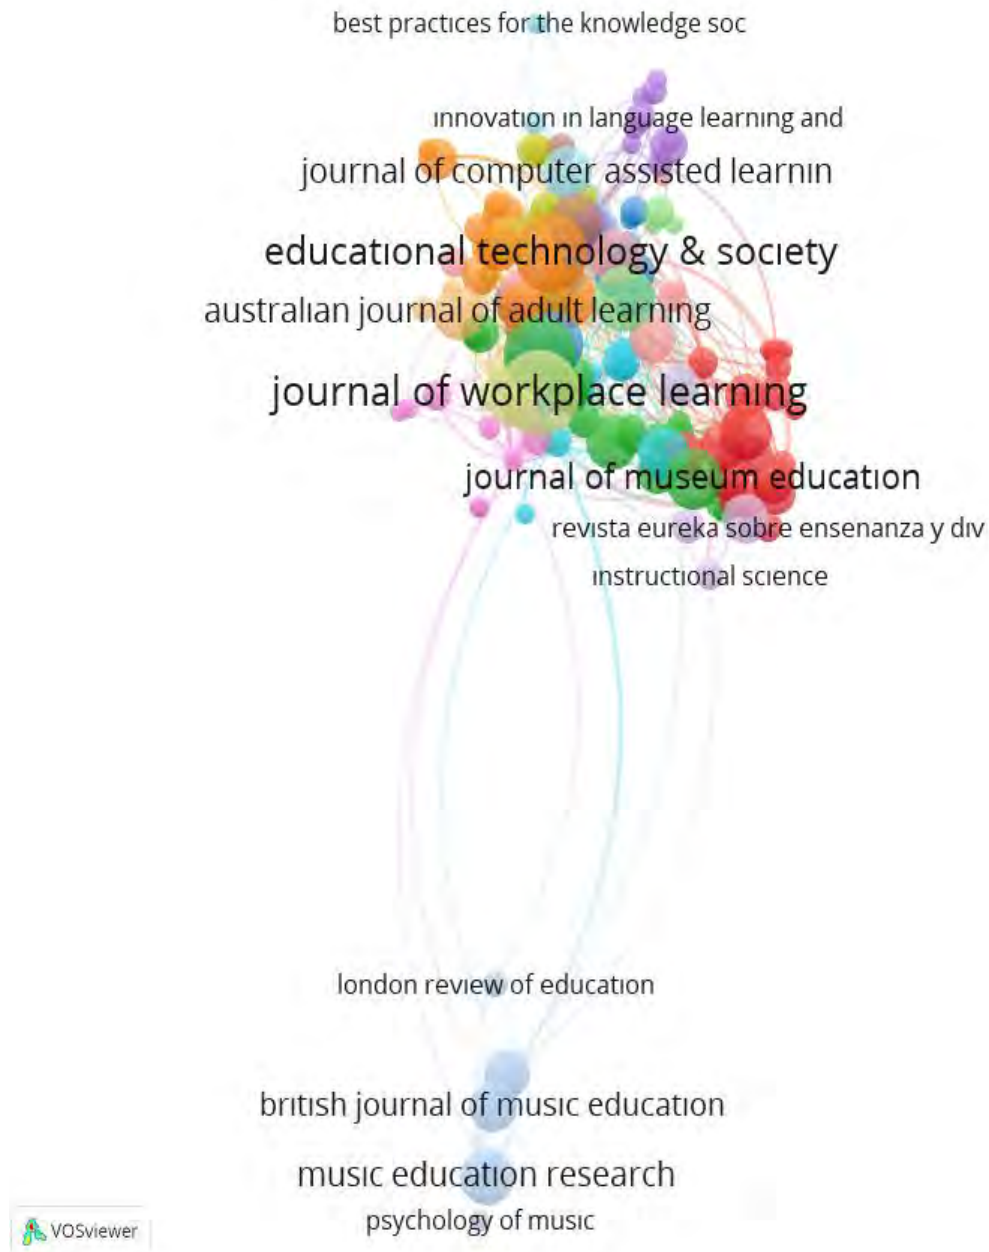 best practices for the knowledge soc
innovation in language learning and
journal of computer assisted learnin
educational technology & society
australian journal of adult learning
journal of workplace learning
journal of museum education
revista eureka sobre ensenanza y div
instructional science
london review of education
british journal of music education
music education research
psychology of music
VOSviewer